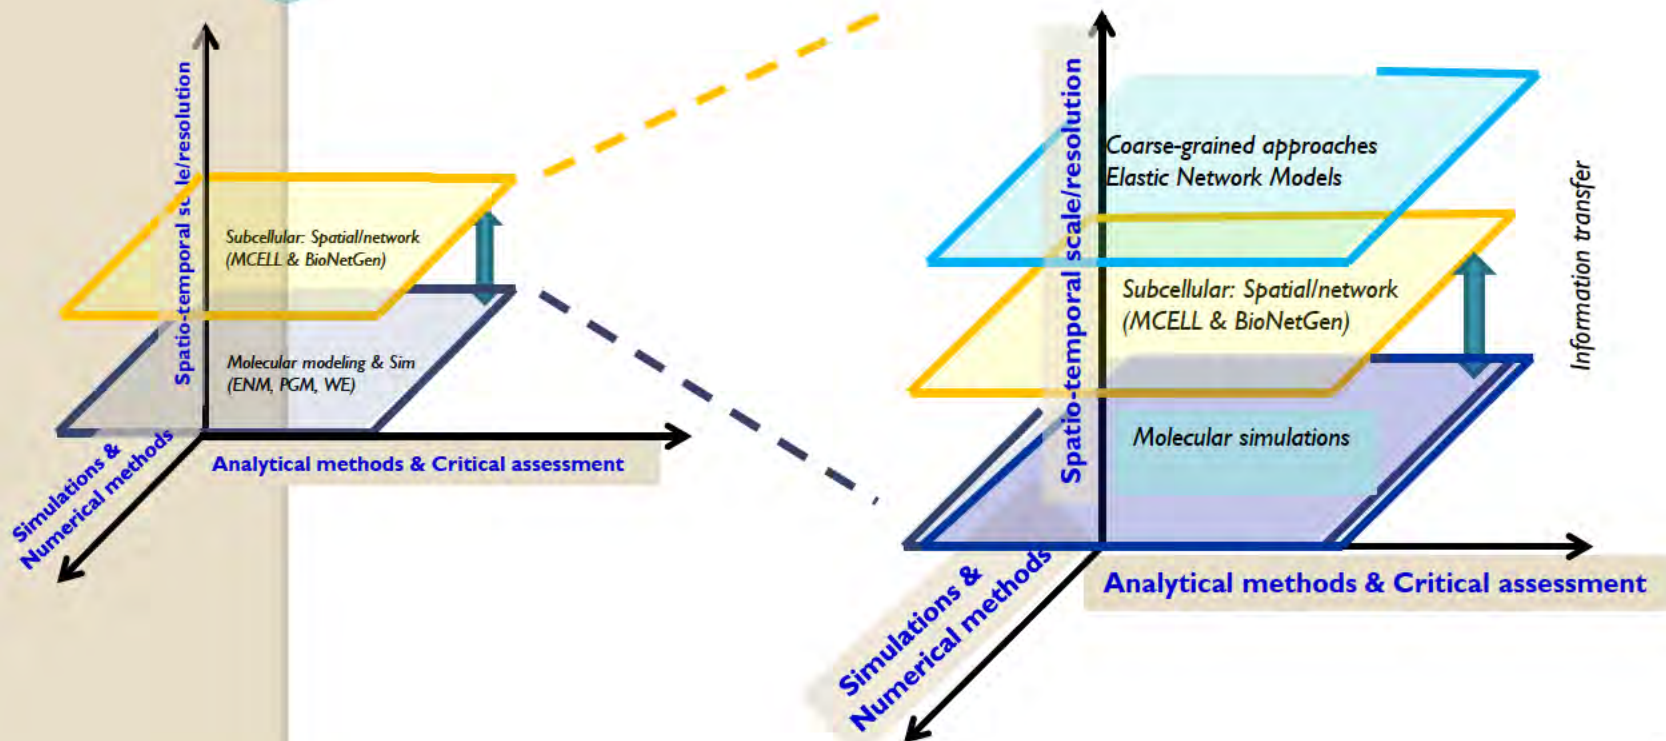 Spatio-temporal scale/resolution
Subcellular: Spatial/network
(MCELL & BioNetGen)
Molecular modeling & Sim
(ENM, PGM, WE)
Analytical methods & Critical assessment
Simulations &
Numerical methods
Spatio-temporal scale/resolution
Coarse-grained approaches
Elastic Network Models
Subcellular: Spatial/network
(MCELL & BioNetGen)
Molecular simulations
Information transfer
Analytical methods & Critical assessment
Simulations &
Numerical methods